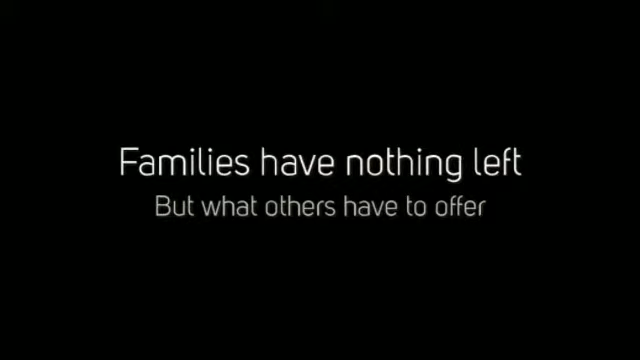 Families have nothing left
But what others have to offer